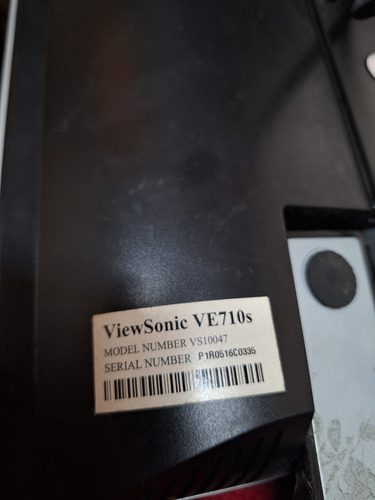 ViewSonic VE710s
MODEL NUMBER VS10047
SERIAL NUMBER P1R0516C0335